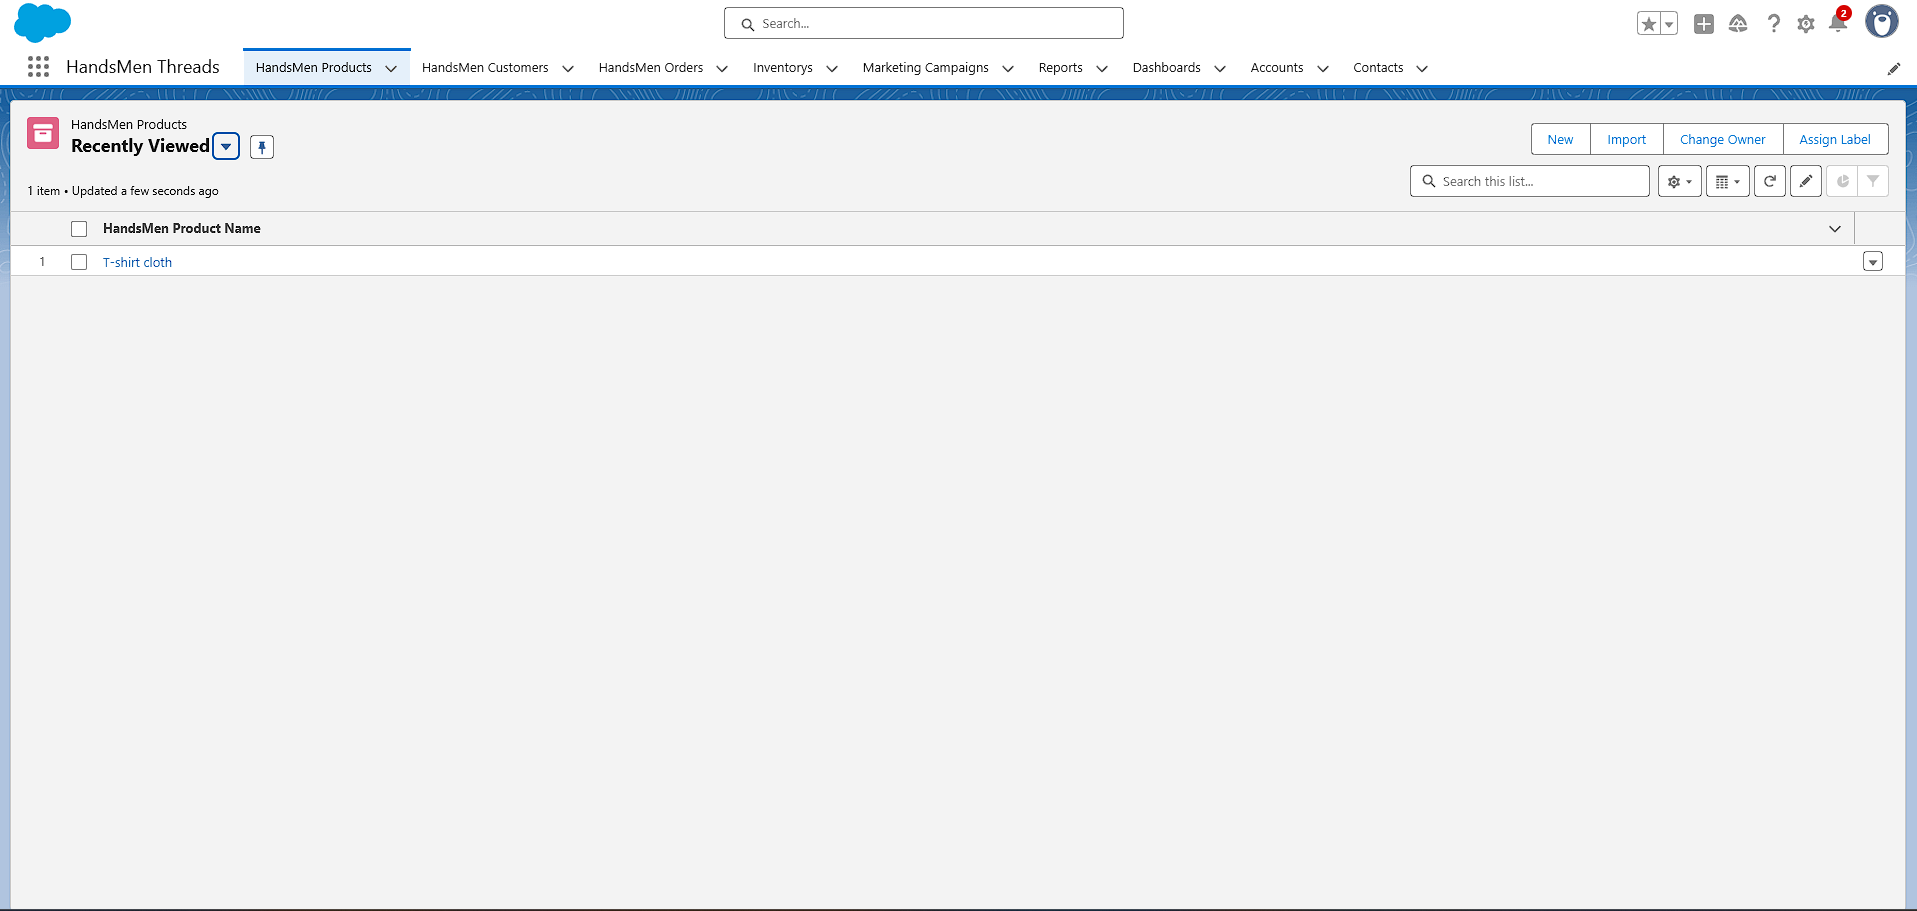 Search...
2
HandsMen Threads
HandsMen Products
HandsMen Customers
HandsMen Orders
Inventorys
Marketing Campaigns
Reports
Dashboards
Accounts
Contacts
HandsMen Products
Recently Viewed
New
Import
Change Owner
Assign Label
1 item • Updated a few seconds ago
Search this list...
HandsMen Product Name
1
T-shirt cloth